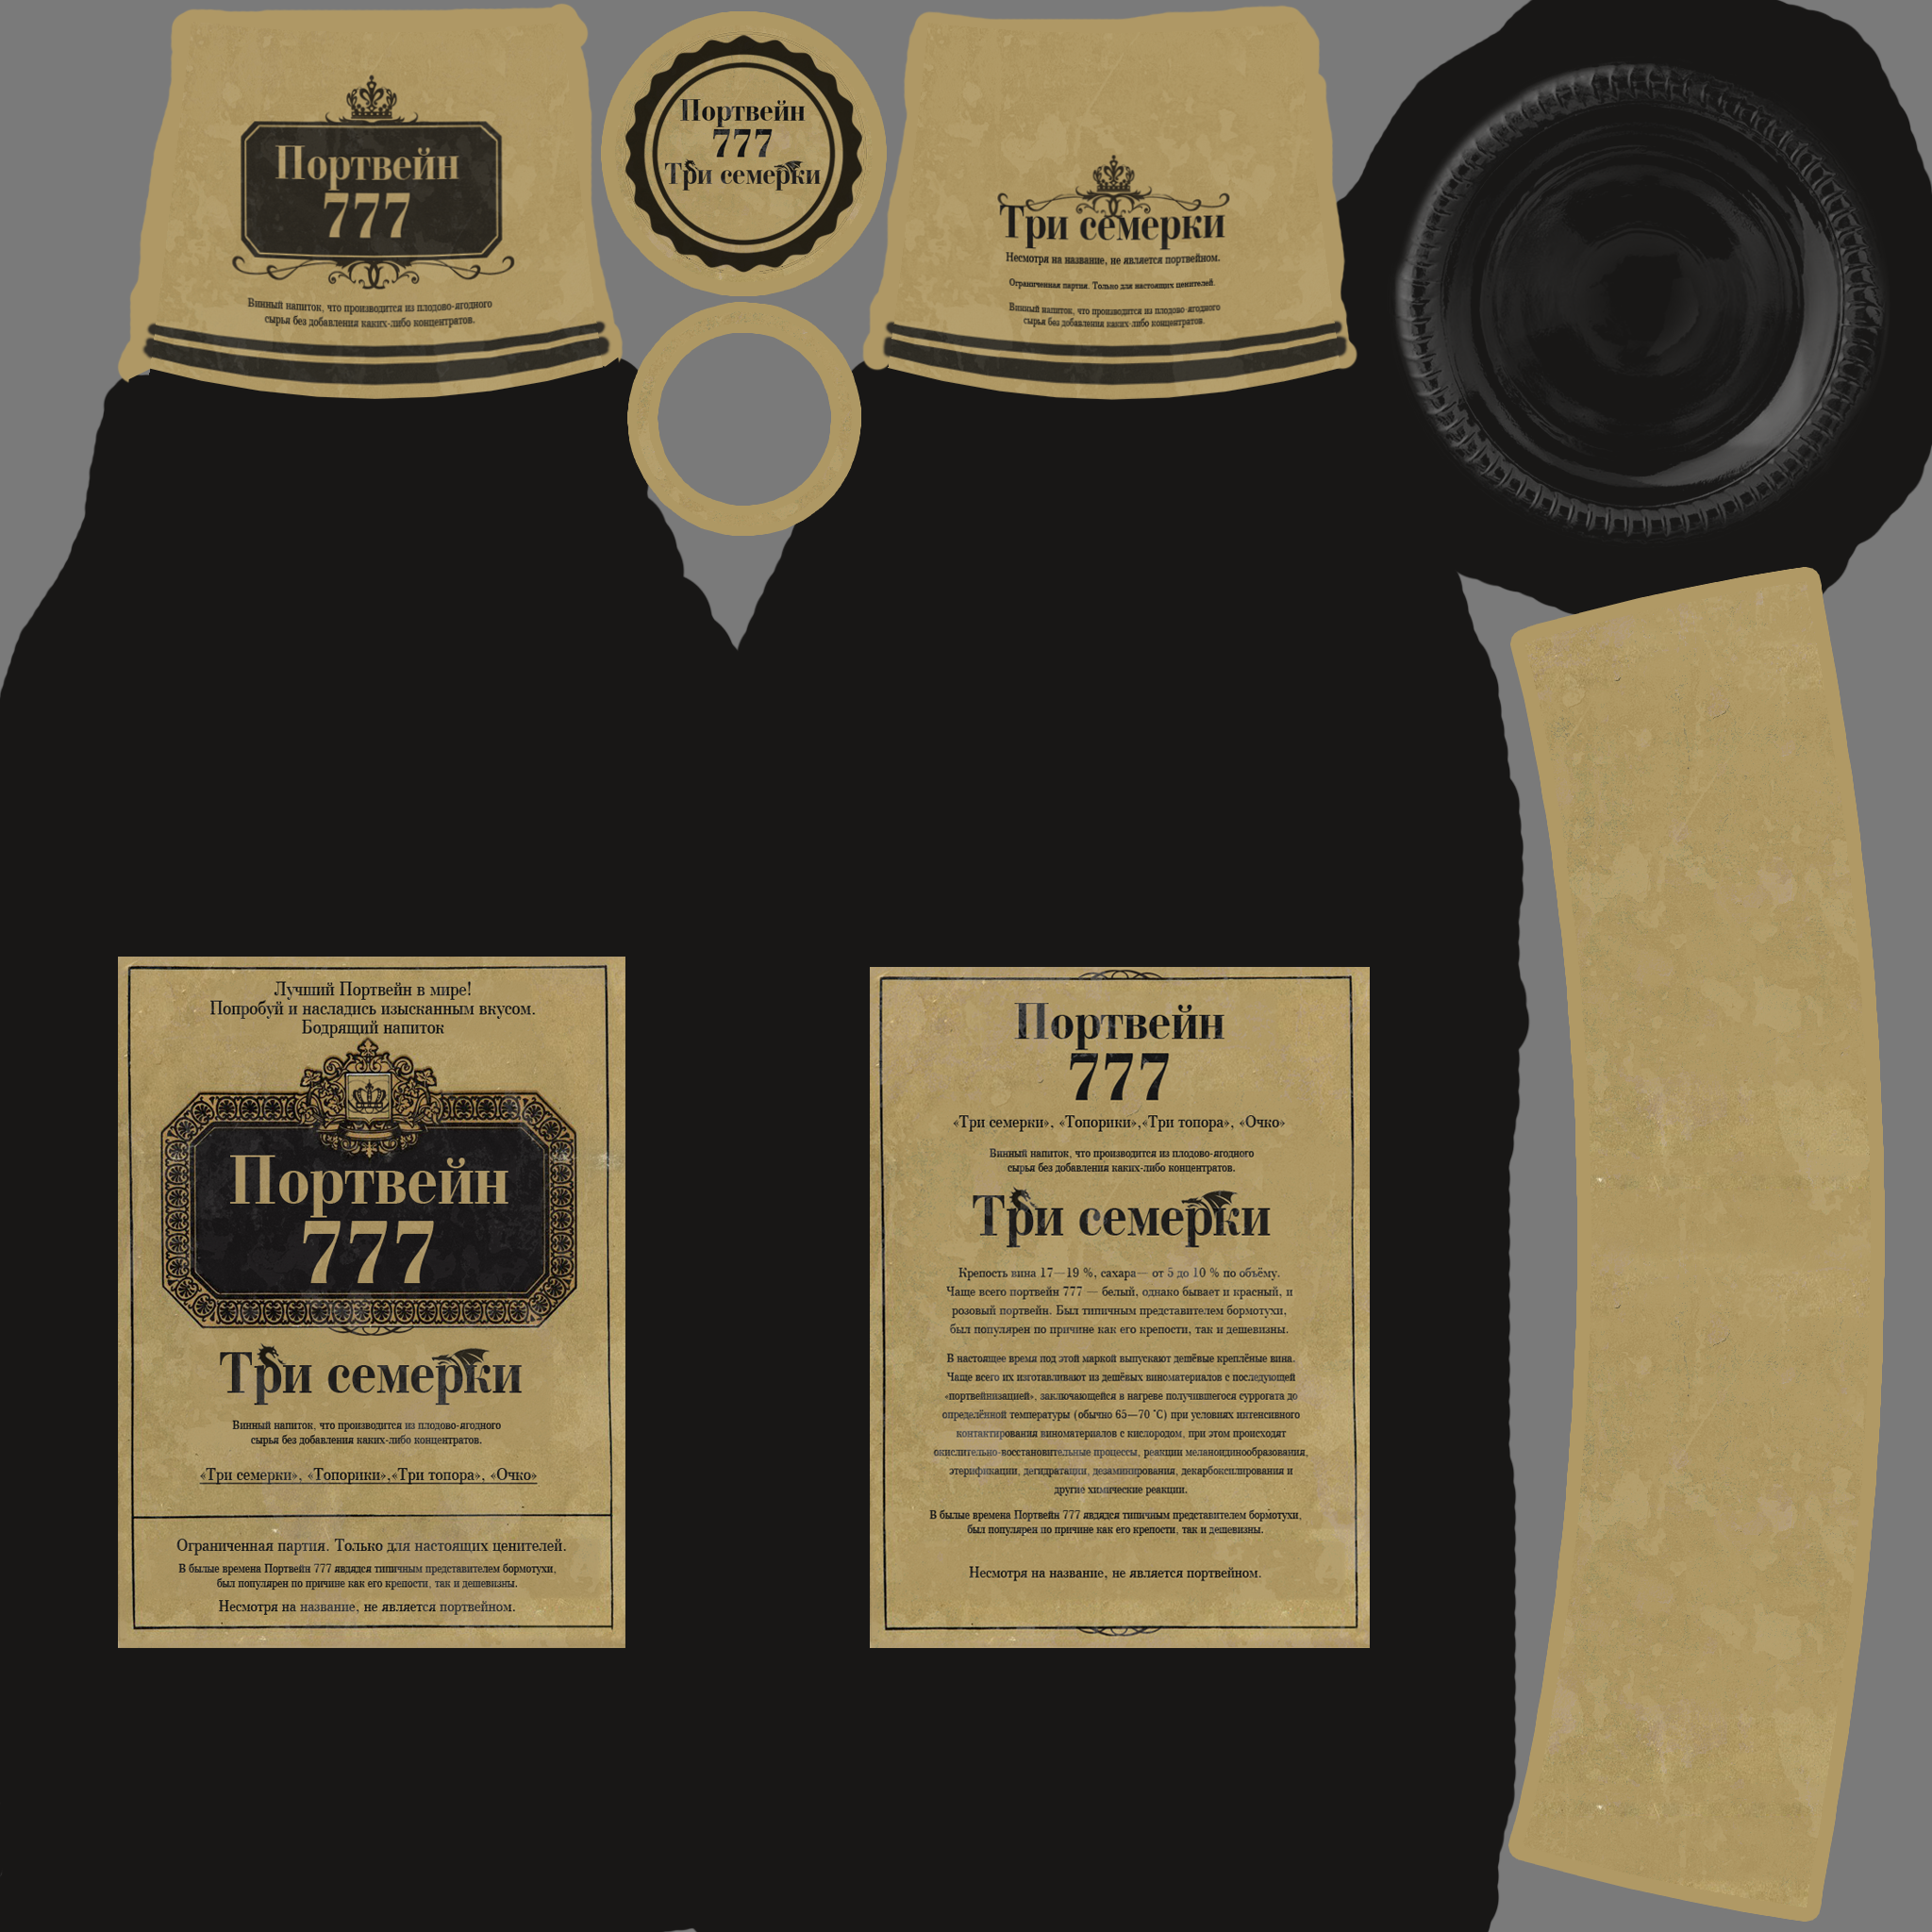 Портвейн
777
Винный напиток, что производится из плодово-ягодного
сырья без добавления каких-либо концентратов.
Портвейн
777
Три семерки
Три семерки
Несмотря на название, не является портвейном.
Ограниченная партия. Только для настоящих ценителей.
Винный напиток, что производится из плодово-ягодного
сырья без добавления каких-либо концентратов.
Лучший Портвейн в мире!
Попробуй и насладись изысканным вкусом.
Бодрящий напиток
Портвейн
777
Три семерки
Винный напиток, что производится из плодово-ягодного
сырья без добавления каких-либо концентратов.
«Три семерки», «Топорики»,«Три топора», «Очко»
Ограниченная партия. Только для настоящих ценителей.
В былые времена Портвейн 777 явдядся типичным представителем бормотухи,
был популярен по причине как его крепости, так и дешевизны.
Несмотря на название, не является портвейном.
Портвейн
777
«Три семерки», «Топорики»,«Три топора», «Очко»
Винный напиток, что производится из плодово-ягодного
сырья без добавления каких-либо концентратов.
Три семерки
Крепость вина 17—19 %, сахара— от 5 до 10 % по объёму.
Чаще всего портвейн 777 — белый, однако бывает и красный, и
розовый портвейн. Был типичным представителем бормотухи,
был популярен по причине как его крепости, так и дешевизны.
В настоящее время под этой маркой выпускают дешёвые креплёные вина.
Чаще всего их изготавливают из дешёвых виноматериалов с последующей
«портвейнизацией», заключающейся в нагреве получившегося суррогата до
определённой температуры (обычно 65—70 °C) при условиях интенсивного
контактирования виноматериалов с кислородом, при этом происходят
окислительно-восстановительные процессы, реакции меланоидинообразования,
этерификации, дегидратации, дезаминирования, декарбоксилирования и
другие химические реакции.
В былые времена Портвейн 777 явдядся типичным представителем бормотухи,
был популярен по причине как его крепости, так и дешевизны.
Несмотря на название, не является портвейном.